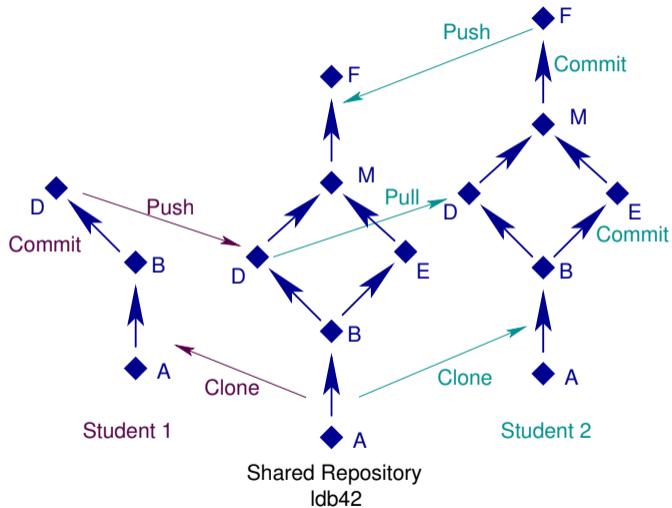 F
Push
Commit
F
M
M
Pull
D
Push
D
E
Commit
Commit
D
E
B
B
B
A
Clone
Clone
A
Student 1
Student 2
A
Shared Repository
ldb42